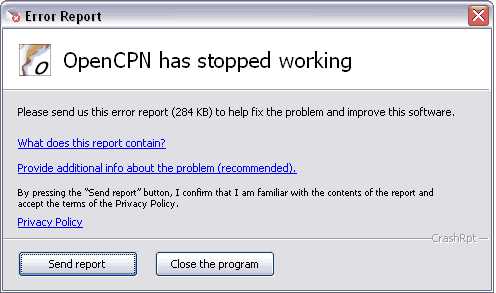 Error Report
OpenCPN has stopped working
Please send us this error report (284 KB) to help fix the problem and improve this software.
What does this report contain?
Provide additional info about the problem (recommended).
By pressing the "Send report" button, I confirm that I am familiar with the contents of the report and
accept the terms of the Privacy Policy.
Privacy Policy
CrashRpt
Send report
Close the program